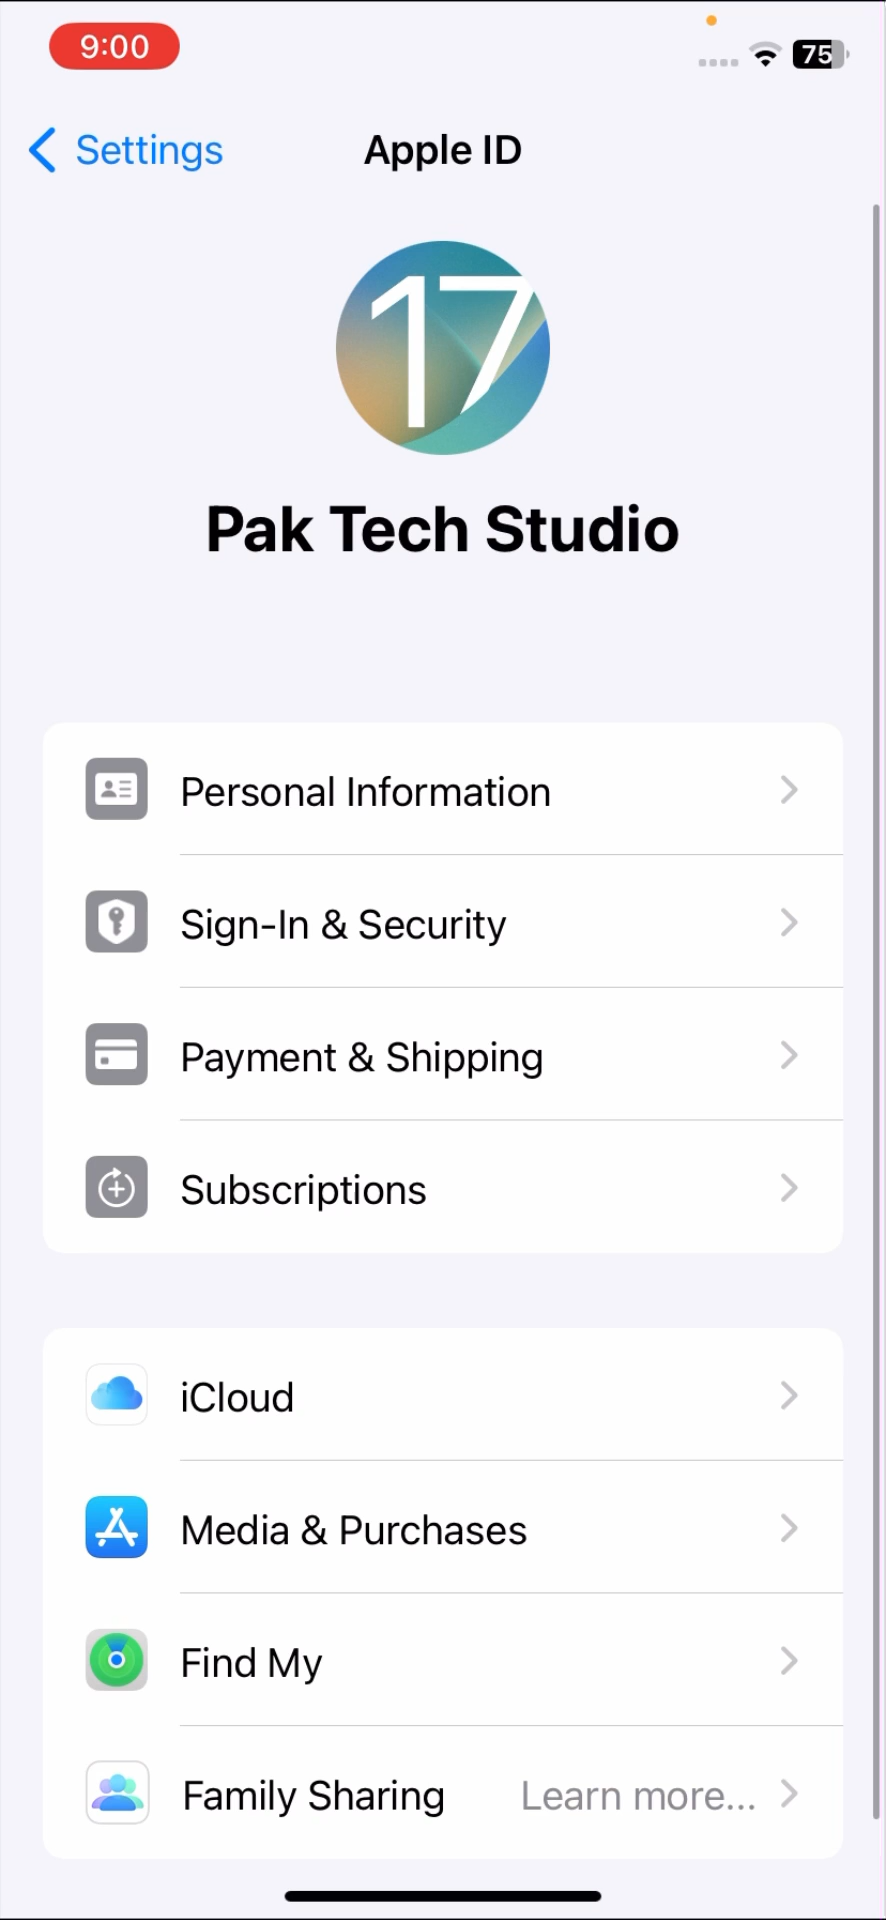 9:00
75
Settings
Apple ID
17
Pak Tech Studio
Personal Information
Sign-In & Security
Payment & Shipping
Subscriptions
iCloud
Media & Purchases
Find My
Family Sharing Learn more...